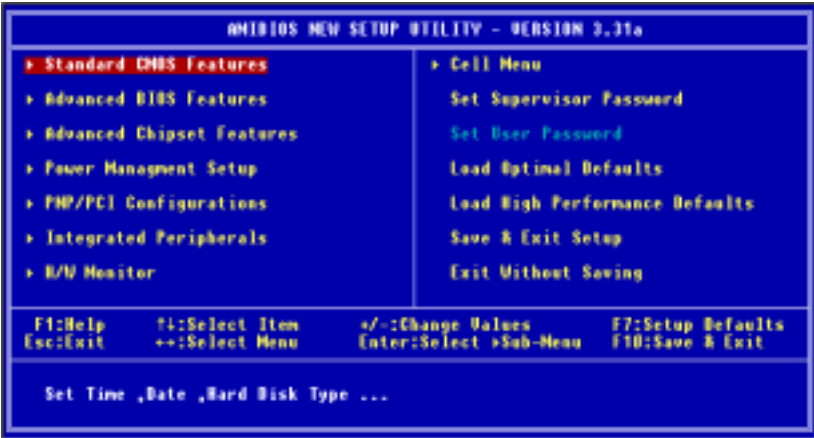 AMIBIOS NEW SETUP UTILITY - VERSION 3.31a
▸ Standard CMOS Features
▸ Advanced BIOS Features
▸ Advanced Chipset Features
▸ Power Managment Setup
▸ PNP/PCI Configurations
▸ Integrated Peripherals
▸ H/W Monitor
▸ Cell Menu
Set Supervisor Password
Set User Password
Load Optimal Defaults
Load High Performance Defaults
Save & Exit Setup
Exit Without Saving
F1:Help ↑↓:Select Item +/-:Change Values F7:Setup Defaults
Esc:Exit ←→:Select Menu Enter:Select ▸Sub-Menu F10:Save & Exit
Set Time ,Date ,Hard Disk Type ...